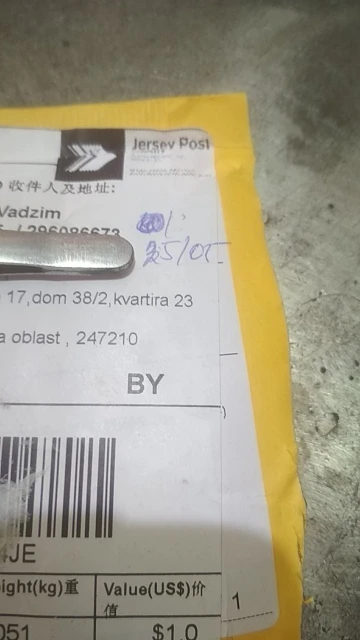 Jersey Post
收件人及地址:
Vadzim
25/05
17,dom 38/2,kvartira 23
a oblast , 247210
BY
JE
ight(kg)重 Value(US$)价
值
051 $1.0
1